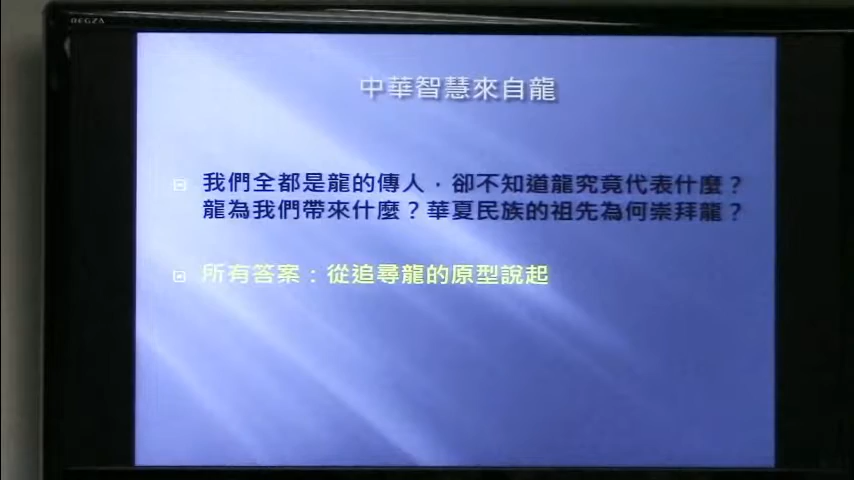 REGZA
中華智慧來自龍
我們全都是龍的傳人，卻不知道龍究竟代表什麼？
龍為我們帶來什麼？華夏民族的祖先為何崇拜龍？
所有答案：從追尋龍的原型說起